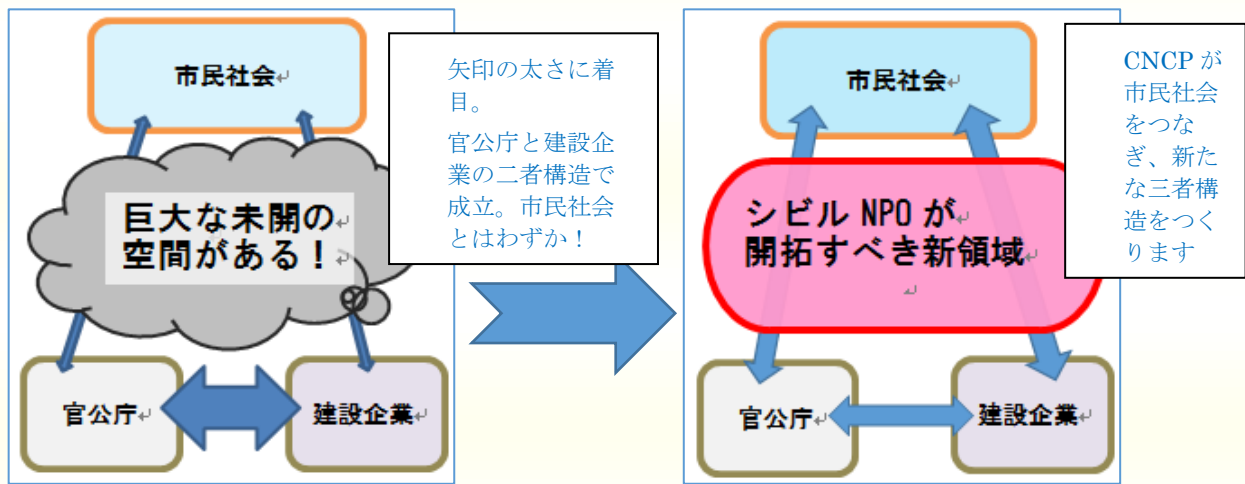 市民社会
矢印の太さに着
目。
官公庁と建設企
業の二者構造で
成立。市民社会
とはわずか！
巨大な未開の
空間がある！
官公庁
建設企業
市民社会
CNCP が
市民社会
をつな
ぎ、新た
な三者構
造をつく
ります
シビル NPO が
開拓すべき新領域
官公庁
建設企業